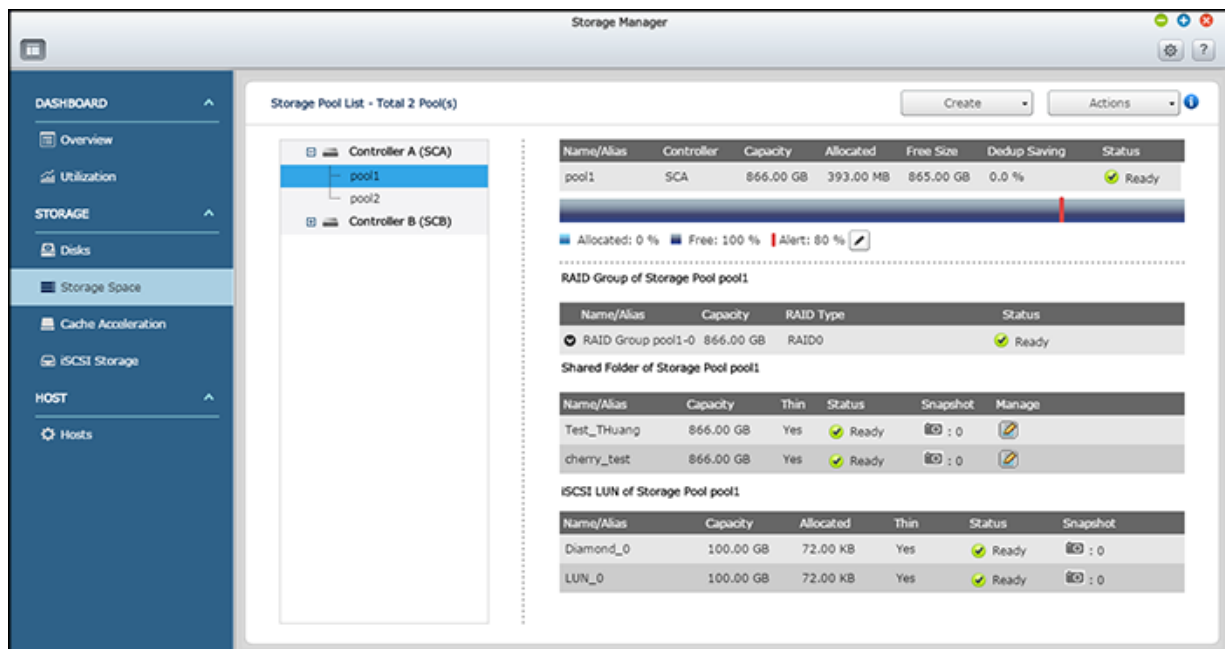 Storage Manager
?
DASHBOARD
Overview
Utilization
STORAGE
Disks
Storage Space
Cache Acceleration
iSCSI Storage
HOST
Hosts
Storage Pool List - Total 2 Pool(s)
Create
Actions
Controller A (SCA)
pool1
pool2
Controller B (SCB)
Name/Alias Controller Capacity Allocated Free Size Dedup Saving Status
pool1 SCA 866.00 GB 393.00 MB 865.00 GB 0.0 % Ready
Allocated: 0 % Free: 100 % Alert: 80 %
RAID Group of Storage Pool pool1
Name/Alias Capacity RAID Type Status
RAID Group pool1-0 866.00 GB RAID0 Ready
Shared Folder of Storage Pool pool1
Name/Alias Capacity Thin Status Snapshot Manage
Test_THuang 866.00 GB Yes Ready : 0
cherry_test 866.00 GB Yes Ready : 0
iSCSI LUN of Storage Pool pool1
Name/Alias Capacity Allocated Thin Status Snapshot
Diamond_0 100.00 GB 72.00 KB Yes Ready : 0
LUN_0 100.00 GB 72.00 KB Yes Ready : 0